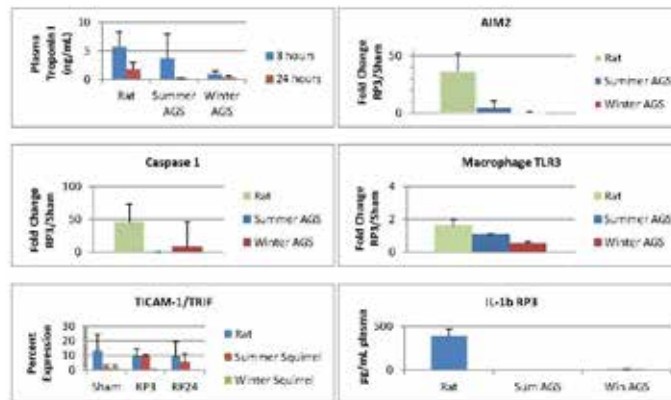 Plasma Troponin I (ng/mL)
10
5
0
Rat
Summer AGS
Winter AGS
3 hours
24 hours
AIM2
Fold Change RP3/Sham
50
0
Rat
Summer AGS
Winter AGS
Caspase 1
Fold Change RP3/Sham
100
50
0
Rat
Summer AGS
Winter AGS
Macrophage TLR3
Fold Change RP3/Sham
4
2
0
Rat
Summer AGS
Winter AGS
TICAM-1/TRIF
Percent Expression
30
20
10
0
Sham
RP3
RP24
Rat
Summer Squirrel
Winter Squirrel
IL-1b RP3
µg/mL plasma
500
0
Rat
Sum AGS
Win AGS